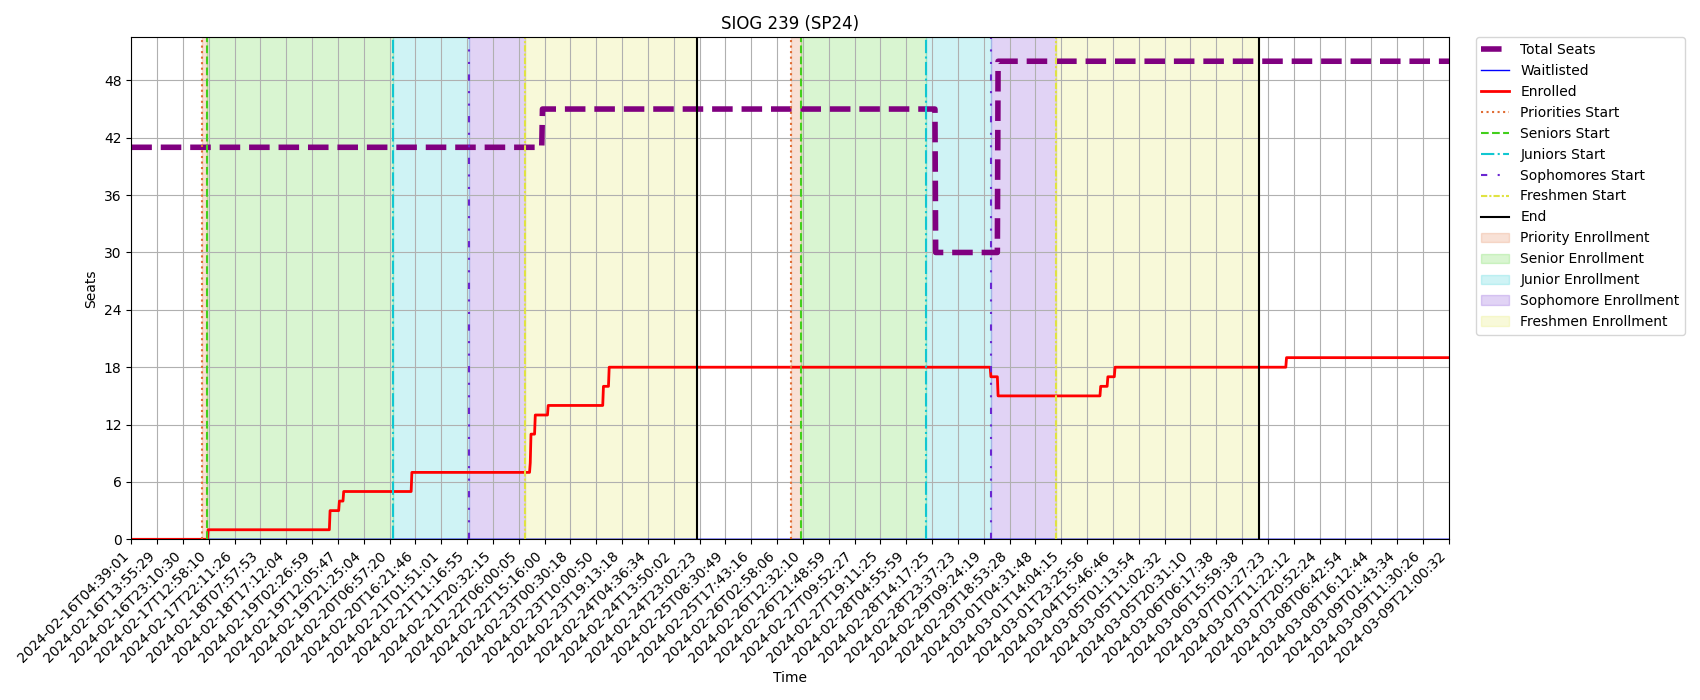 SIOG 239 (SP24)
Seats
48
42
36
30
24
18
12
6
0
2024-02-16T04:39:01
2024-02-16T13:55:29
2024-02-16T23:10:30
2024-02-17T12:58:10
2024-02-17T22:11:26
2024-02-18T07:57:53
2024-02-18T17:12:04
2024-02-19T02:26:59
2024-02-19T12:05:47
2024-02-19T21:25:04
2024-02-20T06:57:20
2024-02-20T16:21:46
2024-02-21T01:51:01
2024-02-21T11:16:55
2024-02-21T20:32:15
2024-02-22T06:00:05
2024-02-22T15:16:00
2024-02-23T00:30:18
2024-02-23T10:00:50
2024-02-23T19:13:18
2024-02-24T04:36:34
2024-02-24T13:50:02
2024-02-24T23:02:23
2024-02-25T08:30:49
2024-02-25T17:43:16
2024-02-26T02:58:06
2024-02-26T12:32:10
2024-02-26T21:48:59
2024-02-27T09:52:27
2024-02-27T19:11:25
2024-02-28T04:55:59
2024-02-28T14:17:25
2024-02-28T23:37:23
2024-02-29T09:24:19
2024-02-29T18:53:28
2024-03-01T04:31:48
2024-03-01T14:04:15
2024-03-01T23:25:56
2024-03-04T15:46:46
2024-03-05T01:13:54
2024-03-05T11:02:32
2024-03-05T20:31:10
2024-03-06T06:17:38
2024-03-06T15:59:38
2024-03-07T01:27:23
2024-03-07T11:22:12
2024-03-07T20:52:24
2024-03-08T06:42:54
2024-03-08T16:12:44
2024-03-09T01:43:34
2024-03-09T11:30:26
2024-03-09T21:00:32
Time
Total Seats
Waitlisted
Enrolled
Priorities Start
Seniors Start
Juniors Start
Sophomores Start
Freshmen Start
End
Priority Enrollment
Senior Enrollment
Junior Enrollment
Sophomore Enrollment
Freshmen Enrollment